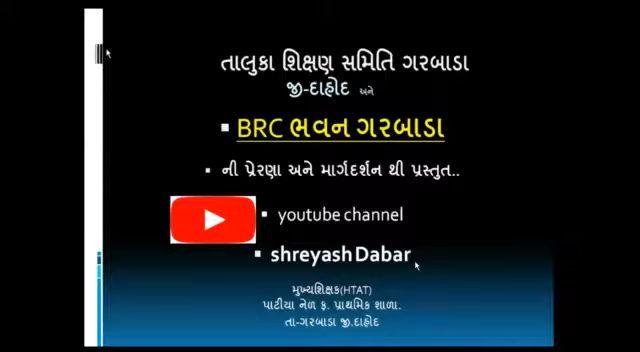 તાલુકા શિક્ષણ સમિતિ ગરબાડા
જી-દાહોદ અને
BRC ભવન ગરબાડા
ની પ્રેરણા અને માર્ગદર્શન થી પ્રસ્તુત..
youtube channel
shreyash Dabar
મુખ્યશિક્ષક(HTAT)
પાટીયા નેળ ફ. પ્રાથમિક શાળા.
તા-ગરબાડા જી.દાહોદ